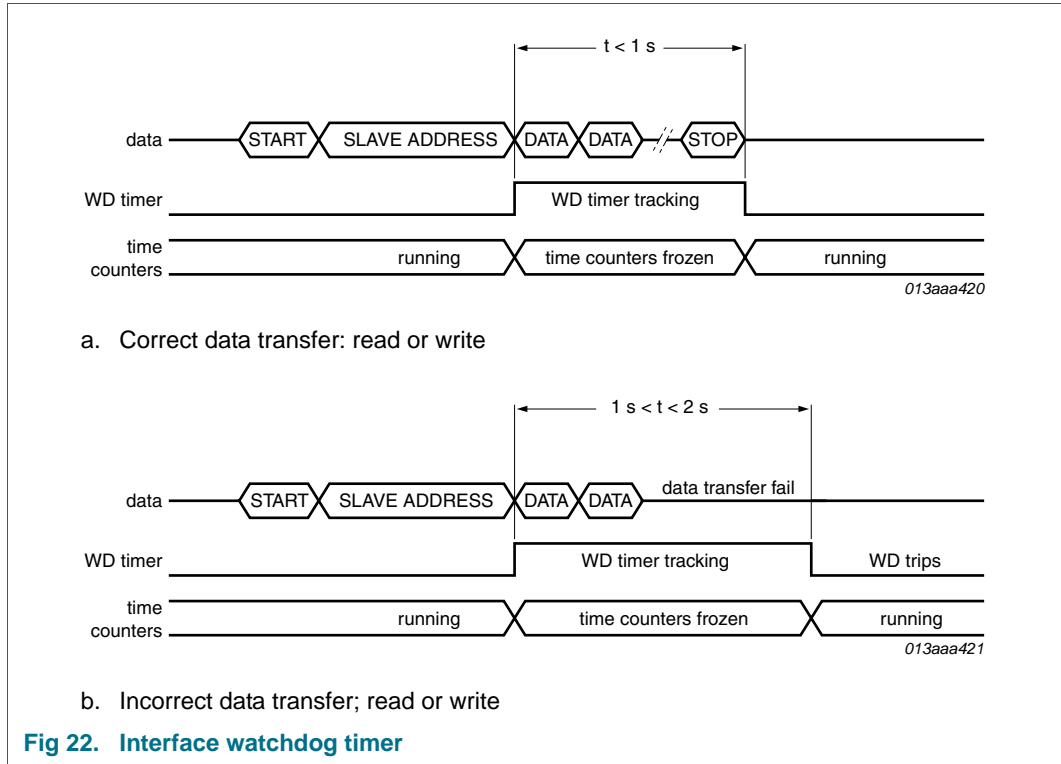 t < 1 s
data START SLAVE ADDRESS DATA DATA STOP
WD timer WD timer tracking
time
counters running time counters frozen running
013aaa420
a. Correct data transfer: read or write
1 s < t < 2 s
data START SLAVE ADDRESS DATA DATA data transfer fail
WD timer WD timer tracking WD trips
time
counters running time counters frozen running
013aaa421
b. Incorrect data transfer; read or write
Fig 22. Interface watchdog timer